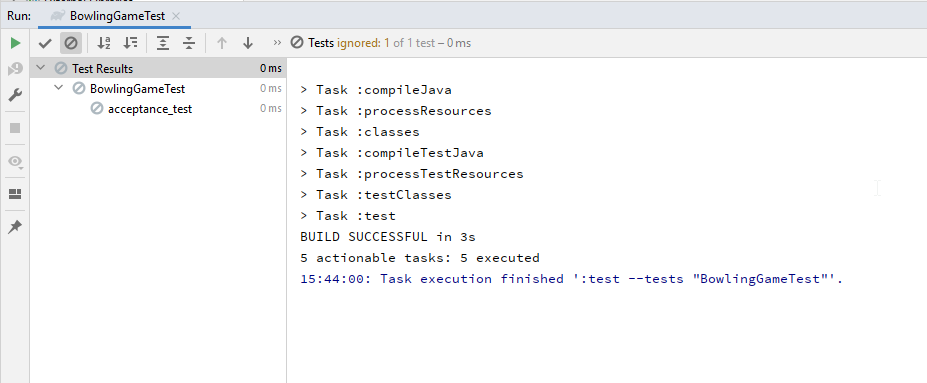 Run: BowlingGameTest
Tests ignored: 1 of 1 test – 0 ms
Test Results 0 ms
BowlingGameTest 0 ms
acceptance_test 0 ms
> Task :compileJava
> Task :processResources
> Task :classes
> Task :compileTestJava
> Task :processTestResources
> Task :testClasses
> Task :test
BUILD SUCCESSFUL in 3s
5 actionable tasks: 5 executed
15:44:00: Task execution finished ':test --tests "BowlingGameTest"'.